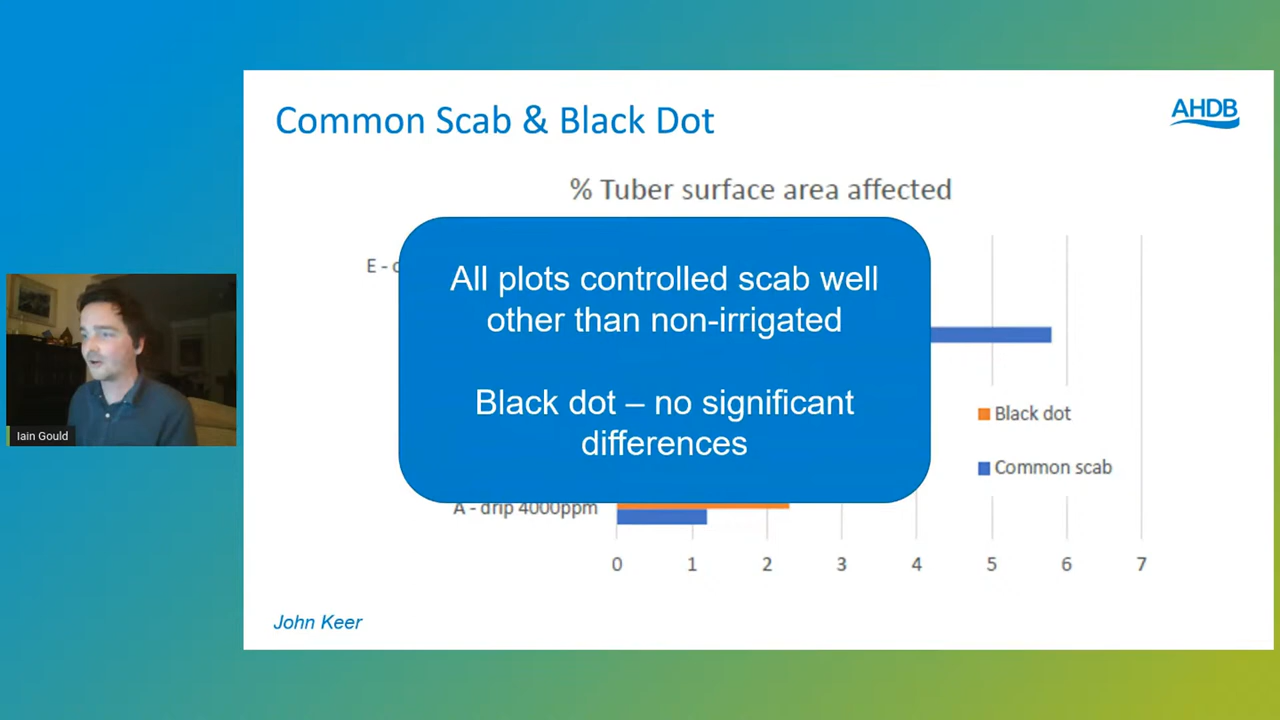 Common Scab & Black Dot
AHDB
% Tuber surface area affected
E -
All plots controlled scab well
other than non-irrigated
Black dot – no significant
differences
Black dot
Common scab
A - drip 4000ppm
0 1 2 3 4 5 6 7
John Keer
Iain Gould